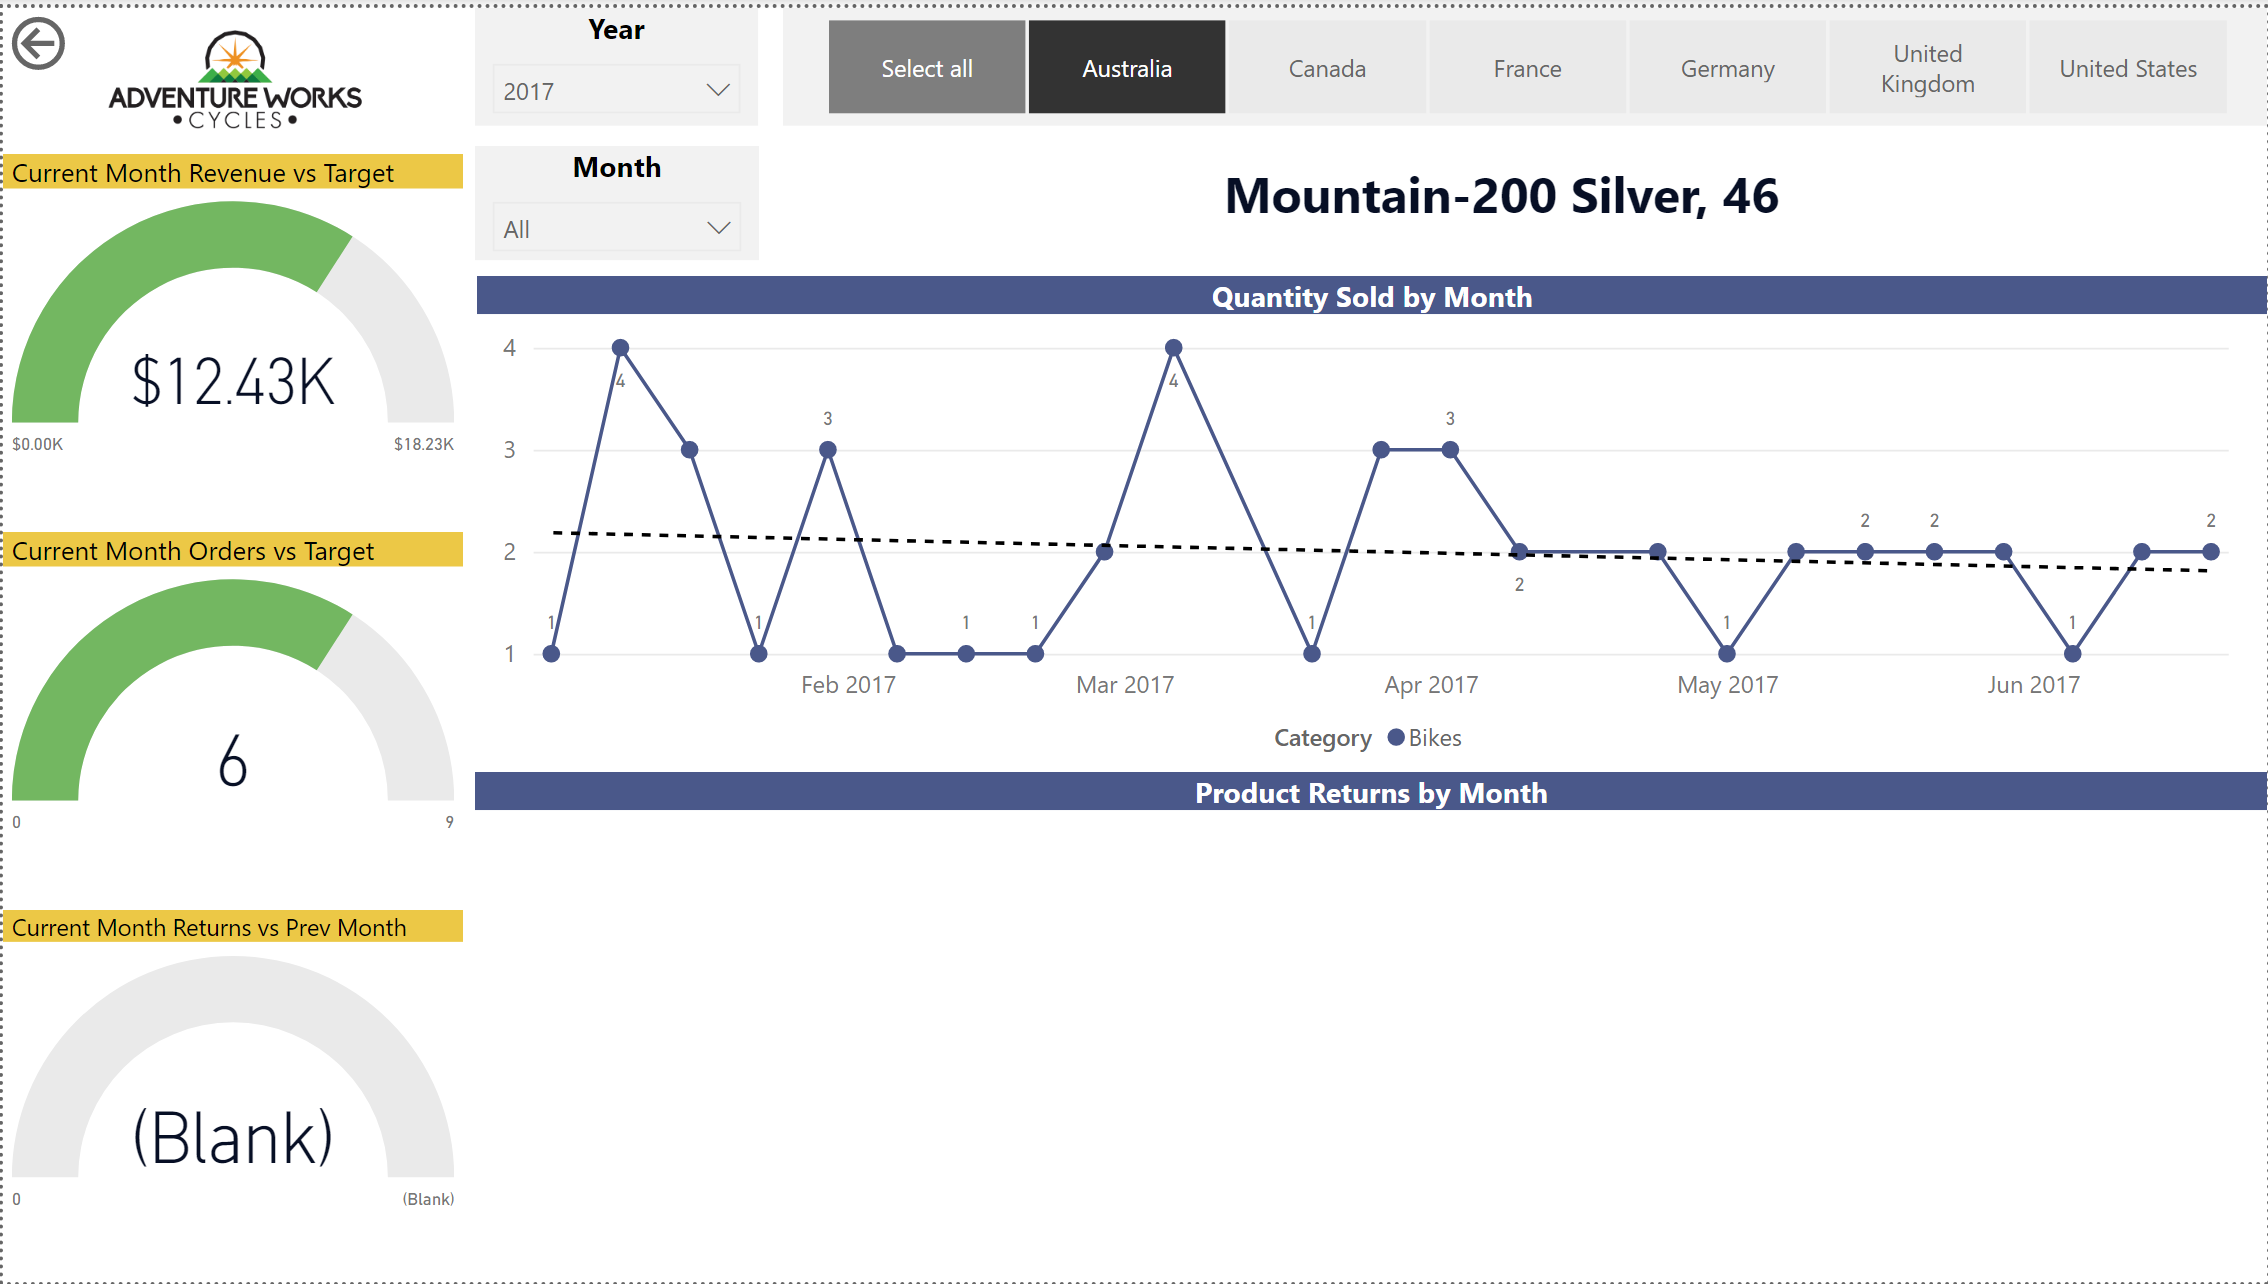 ADVENTURE WORKS
•CYCLES•
Year
2017
Select all
Australia
Canada
France
Germany
United
Kingdom
United States
Month
All
Mountain-200 Silver, 46
Current Month Revenue vs Target
$12.43K
$0.00K
$18.23K
Current Month Orders vs Target
6
0
9
Current Month Returns vs Prev Month
(Blank)
0
(Blank)
Quantity Sold by Month
4
3
2
1
1
4
1
3
1
1
4
1
3
2
1
2
2
1
2
Feb 2017
Mar 2017
Apr 2017
May 2017
Jun 2017
Category
Bikes
Product Returns by Month